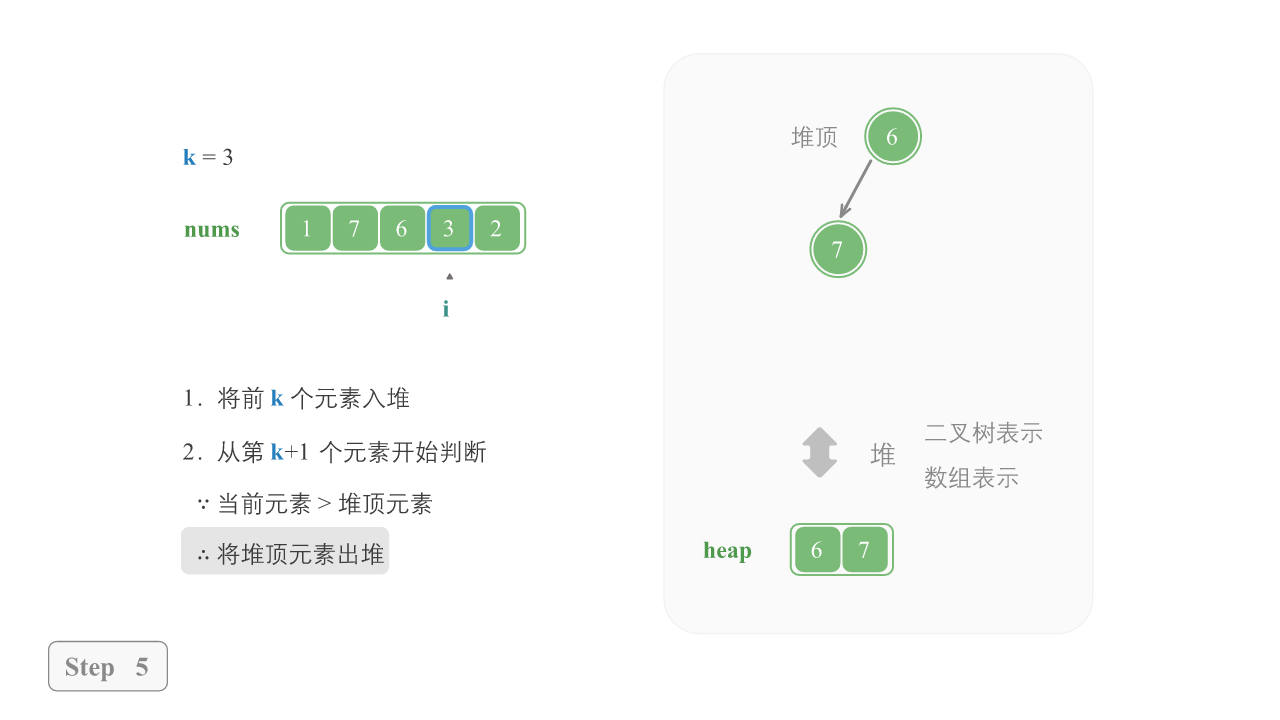 k = 3
nums 1 7 6 3 2
i
1. 将前 k 个元素入堆
2. 从第 k+1 个元素开始判断
∵ 当前元素 > 堆顶元素
∴ 将堆顶元素出堆
Step 5
堆顶 6
7
堆
二叉树表示
数组表示
heap 6 7